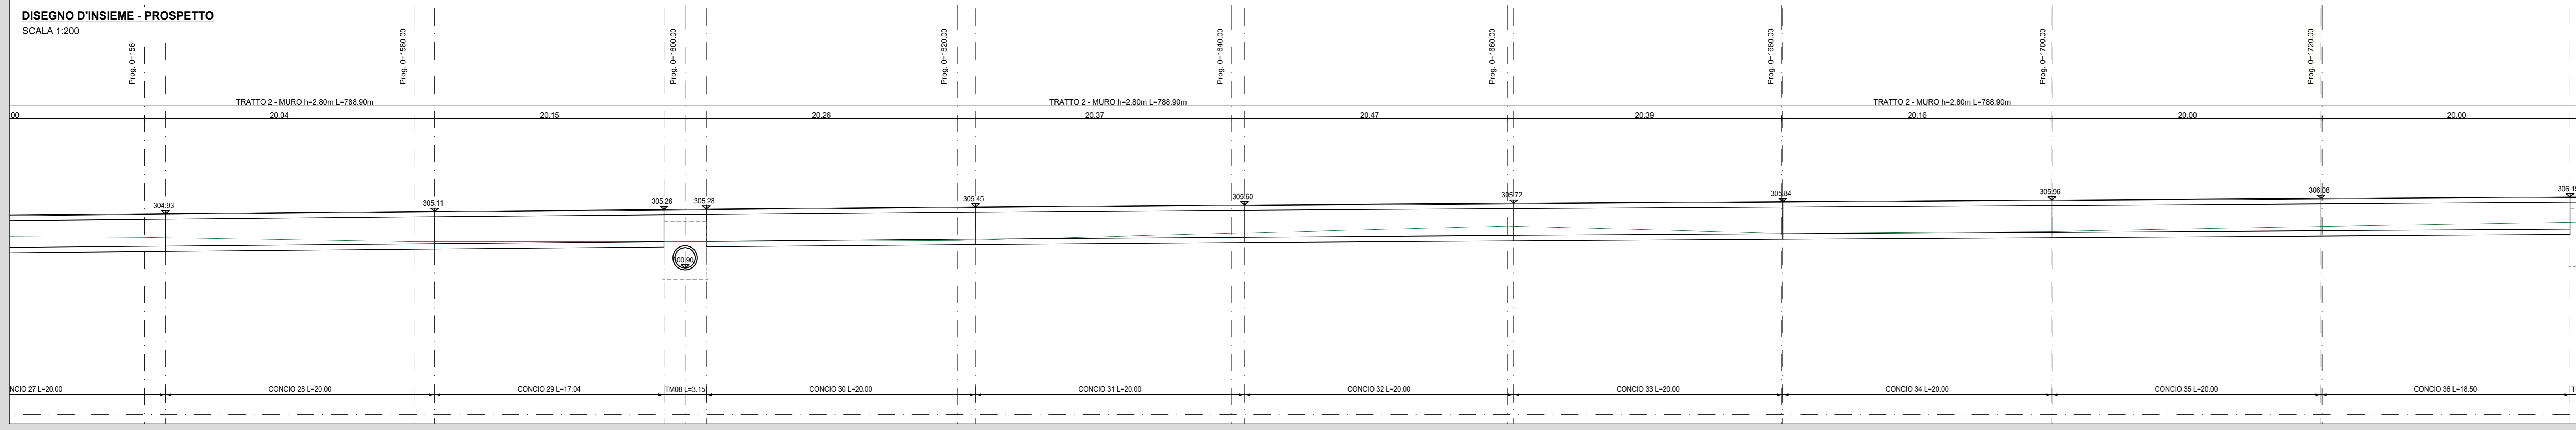 DISEGNO D'INSIEME - PROSPETTO
SCALA 1:200
Prog. 0+156
Prog. 0+1580.00
Prog. 0+1600.00
Prog. 0+1620.00
Prog. 0+1640.00
Prog. 0+1660.00
Prog. 0+1680.00
Prog. 0+1700.00
Prog. 0+1720.00
TRATTO 2 - MURO h=2.80m L=788.90m
TRATTO 2 - MURO h=2.80m L=788.90m
TRATTO 2 - MURO h=2.80m L=788.90m
.00
20.04
20.15
20.26
20.37
20.47
20.39
20.16
20.00
20.00
304.93
305.11
305.26
305.28
305.45
305.60
305.72
305.84
305.96
306.08
306.19
300.90
NCIO 27 L=20.00
CONCIO 28 L=20.00
CONCIO 29 L=17.04
TM08 L=3.15
CONCIO 30 L=20.00
CONCIO 31 L=20.00
CONCIO 32 L=20.00
CONCIO 33 L=20.00
CONCIO 34 L=20.00
CONCIO 35 L=20.00
CONCIO 36 L=18.50